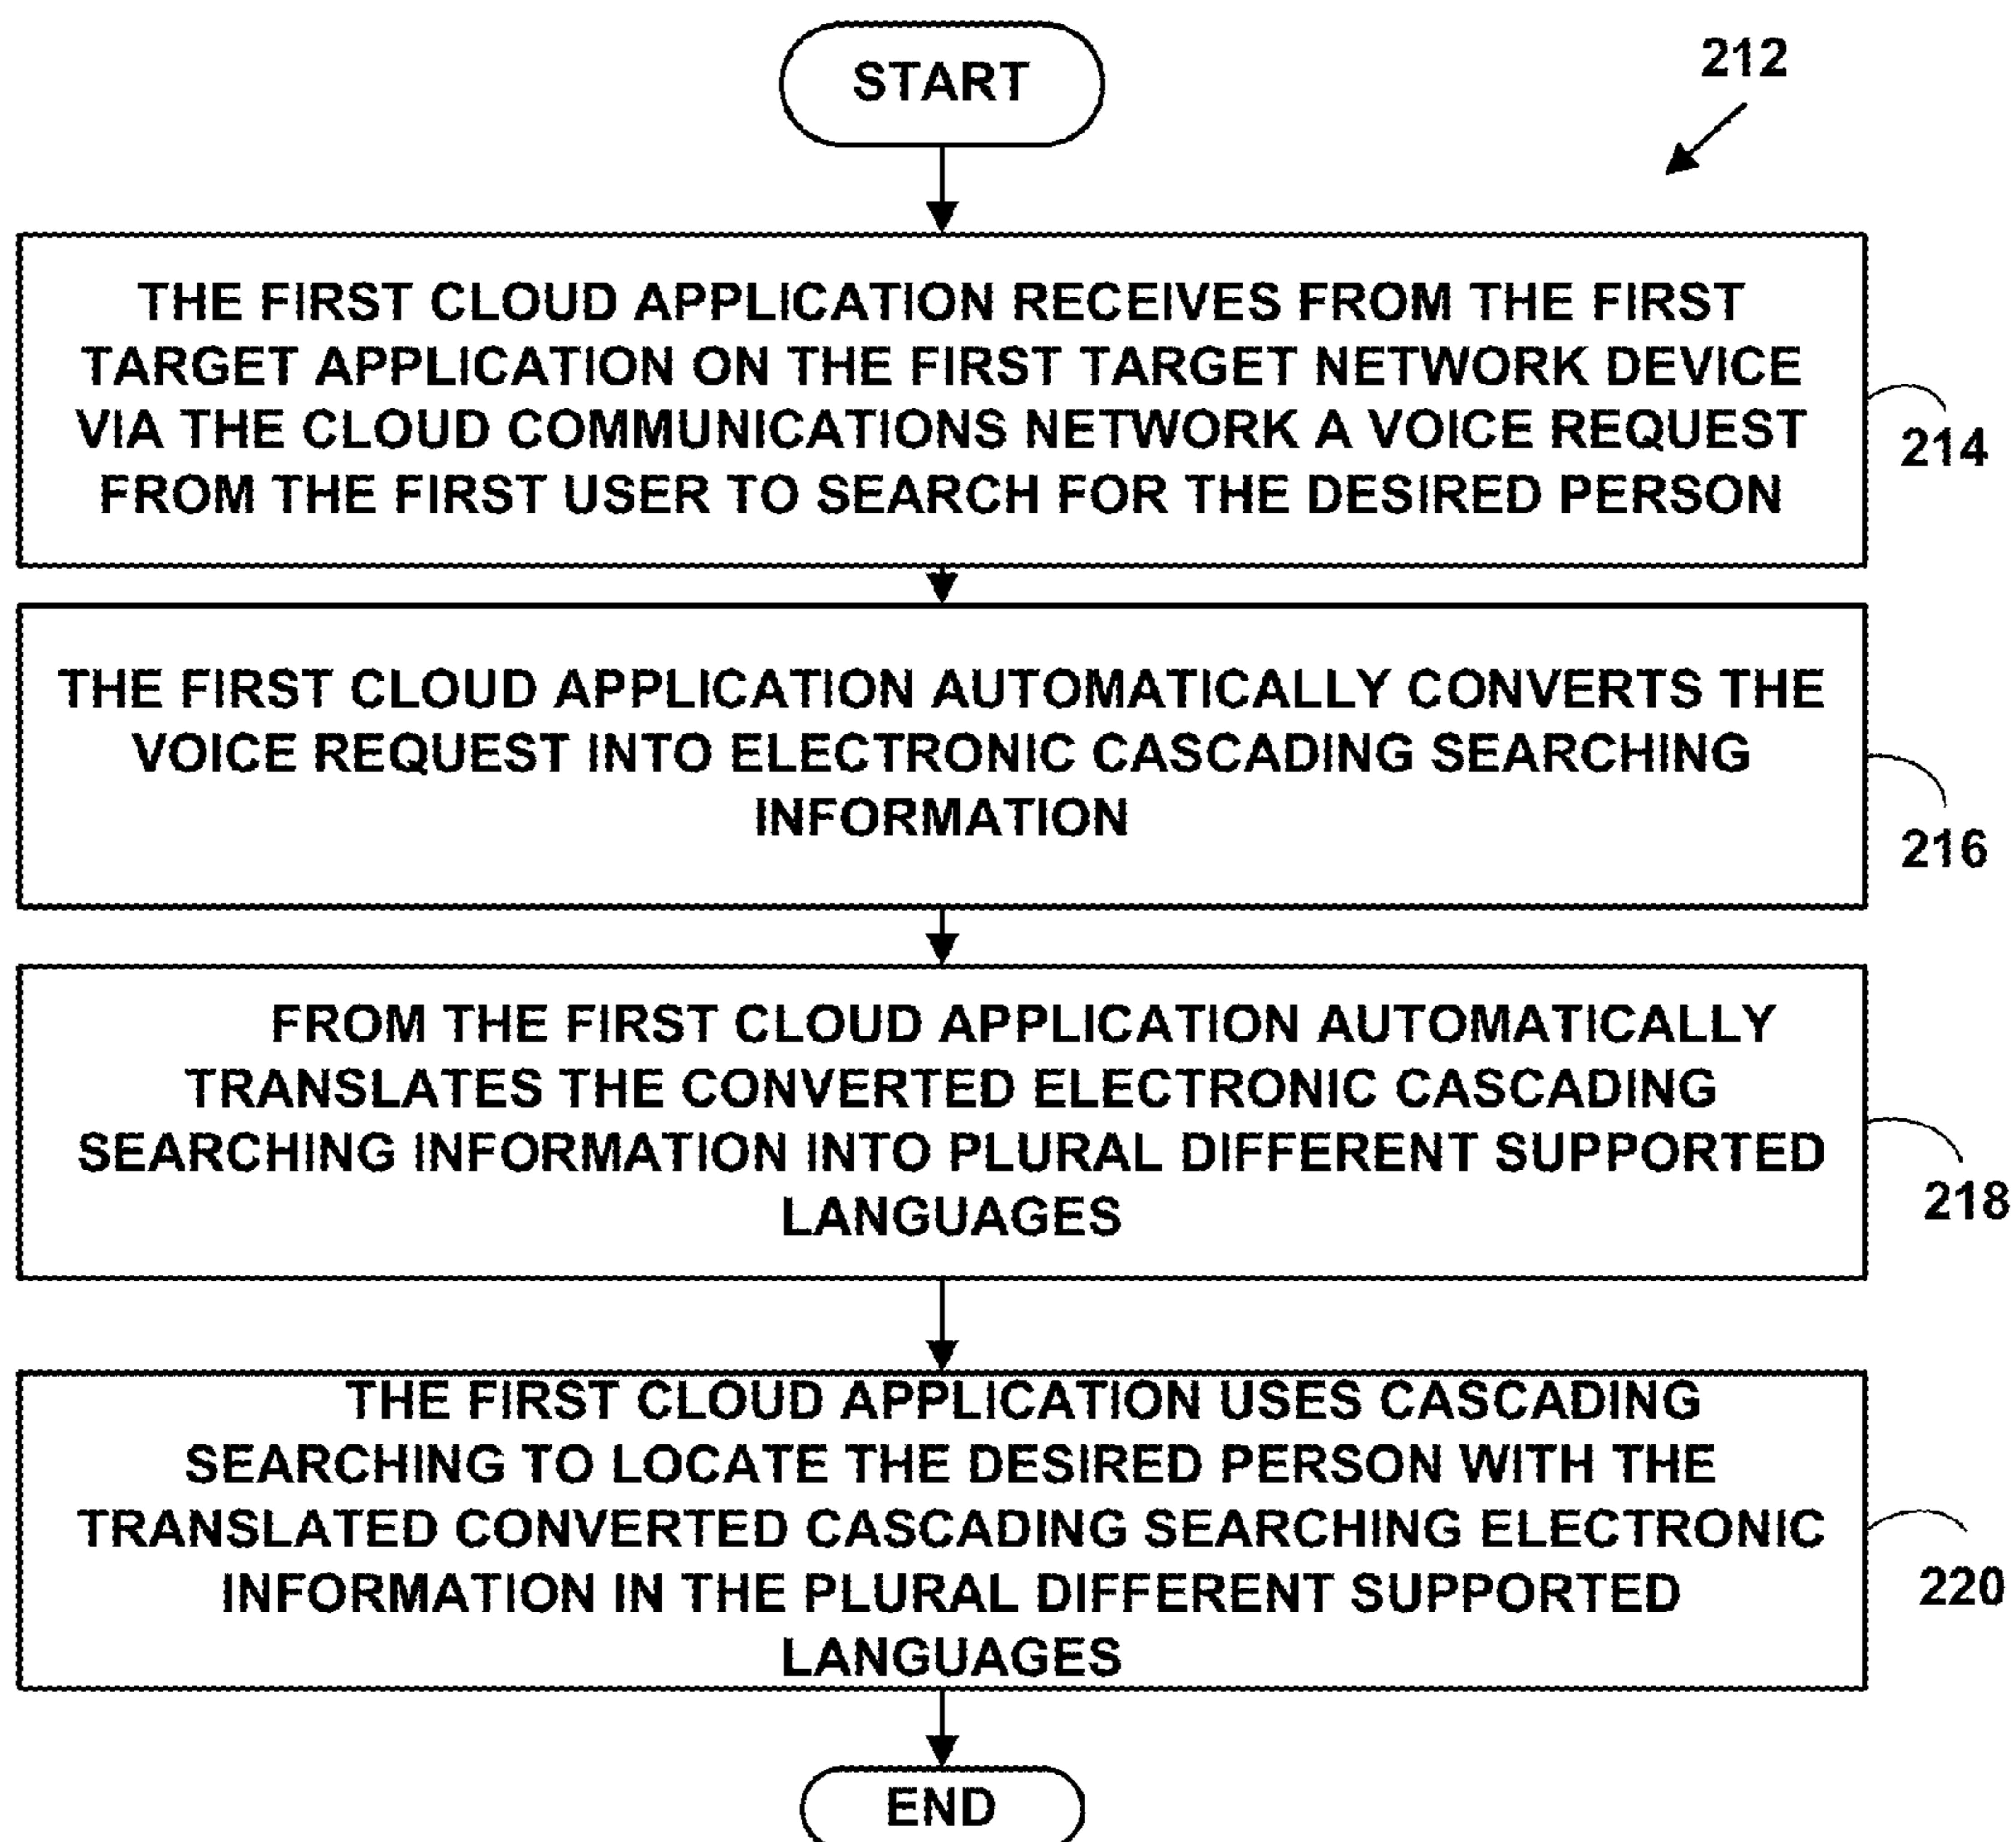 START
212
THE FIRST CLOUD APPLICATION RECEIVES FROM THE FIRST
TARGET APPLICATION ON THE FIRST TARGET NETWORK DEVICE
VIA THE CLOUD COMMUNICATIONS NETWORK A VOICE REQUEST
FROM THE FIRST USER TO SEARCH FOR THE DESIRED PERSON
214
THE FIRST CLOUD APPLICATION AUTOMATICALLY CONVERTS THE
VOICE REQUEST INTO ELECTRONIC CASCADING SEARCHING
INFORMATION
216
FROM THE FIRST CLOUD APPLICATION AUTOMATICALLY
TRANSLATES THE CONVERTED ELECTRONIC CASCADING
SEARCHING INFORMATION INTO PLURAL DIFFERENT SUPPORTED
LANGUAGES
218
THE FIRST CLOUD APPLICATION USES CASCADING
SEARCHING TO LOCATE THE DESIRED PERSON WITH THE
TRANSLATED CONVERTED CASCADING SEARCHING ELECTRONIC
INFORMATION IN THE PLURAL DIFFERENT SUPPORTED
LANGUAGES
220
END